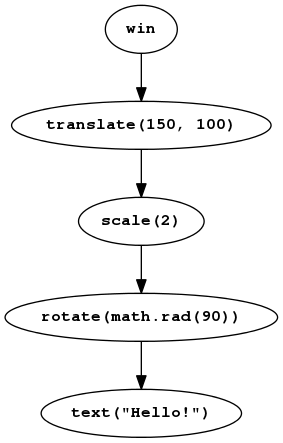 win
translate(150, 100)
scale(2)
rotate(math.rad(90))
text("Hello!")